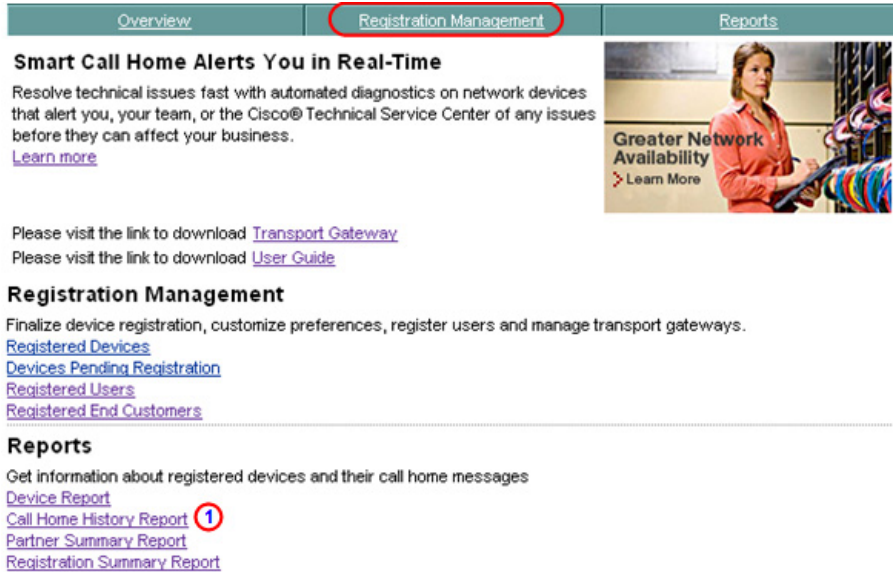 Overview Registration Management Reports
Smart Call Home Alerts You in Real-Time
Resolve technical issues fast with automated diagnostics on network devices
that alert you, your team, or the Cisco® Technical Service Center of any issues
before they can affect your business.
Learn more
Greater Network
Availability
Learn More
Please visit the link to download Transport Gateway
Please visit the link to download User Guide
Registration Management
Finalize device registration, customize preferences, register users and manage transport gateways.
Registered Devices
Devices Pending Registration
Registered Users
Registered End Customers
Reports
Get information about registered devices and their call home messages
Device Report
Call Home History Report 1
Partner Summary Report
Registration Summary Report